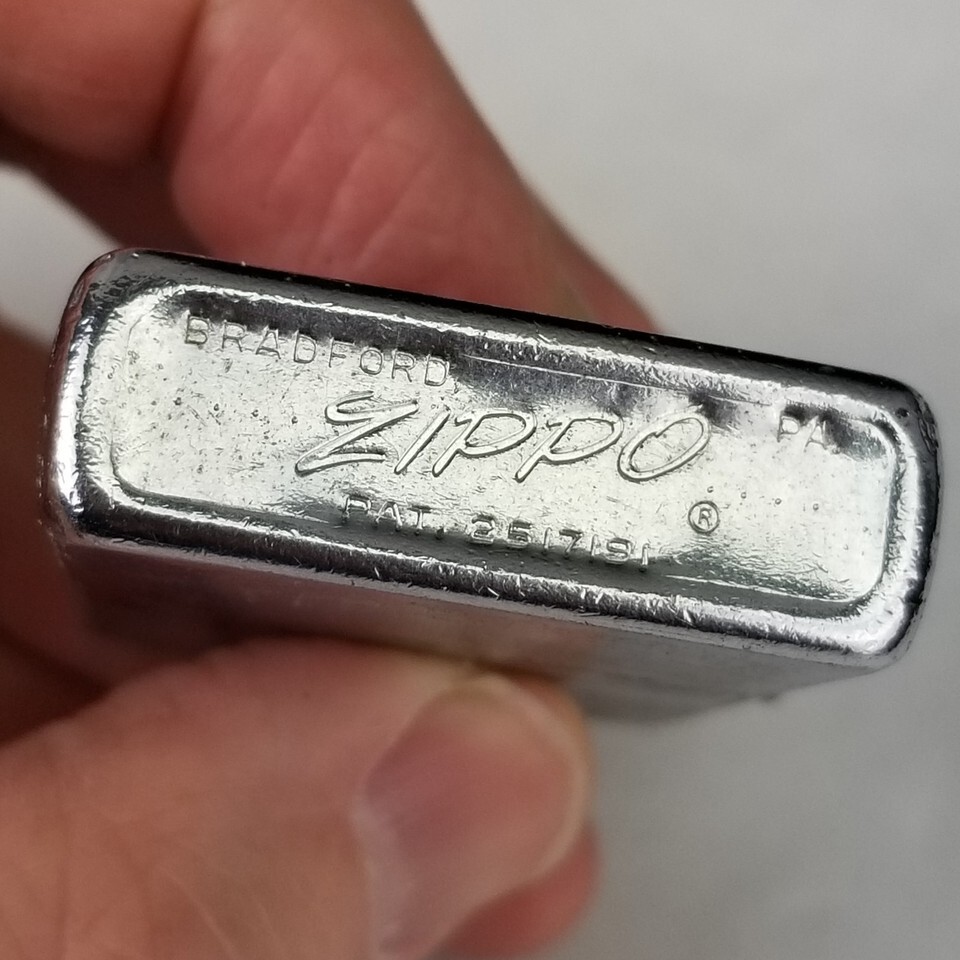 BRADFORD, PA
ZIPPO ®
PAT. 2517191